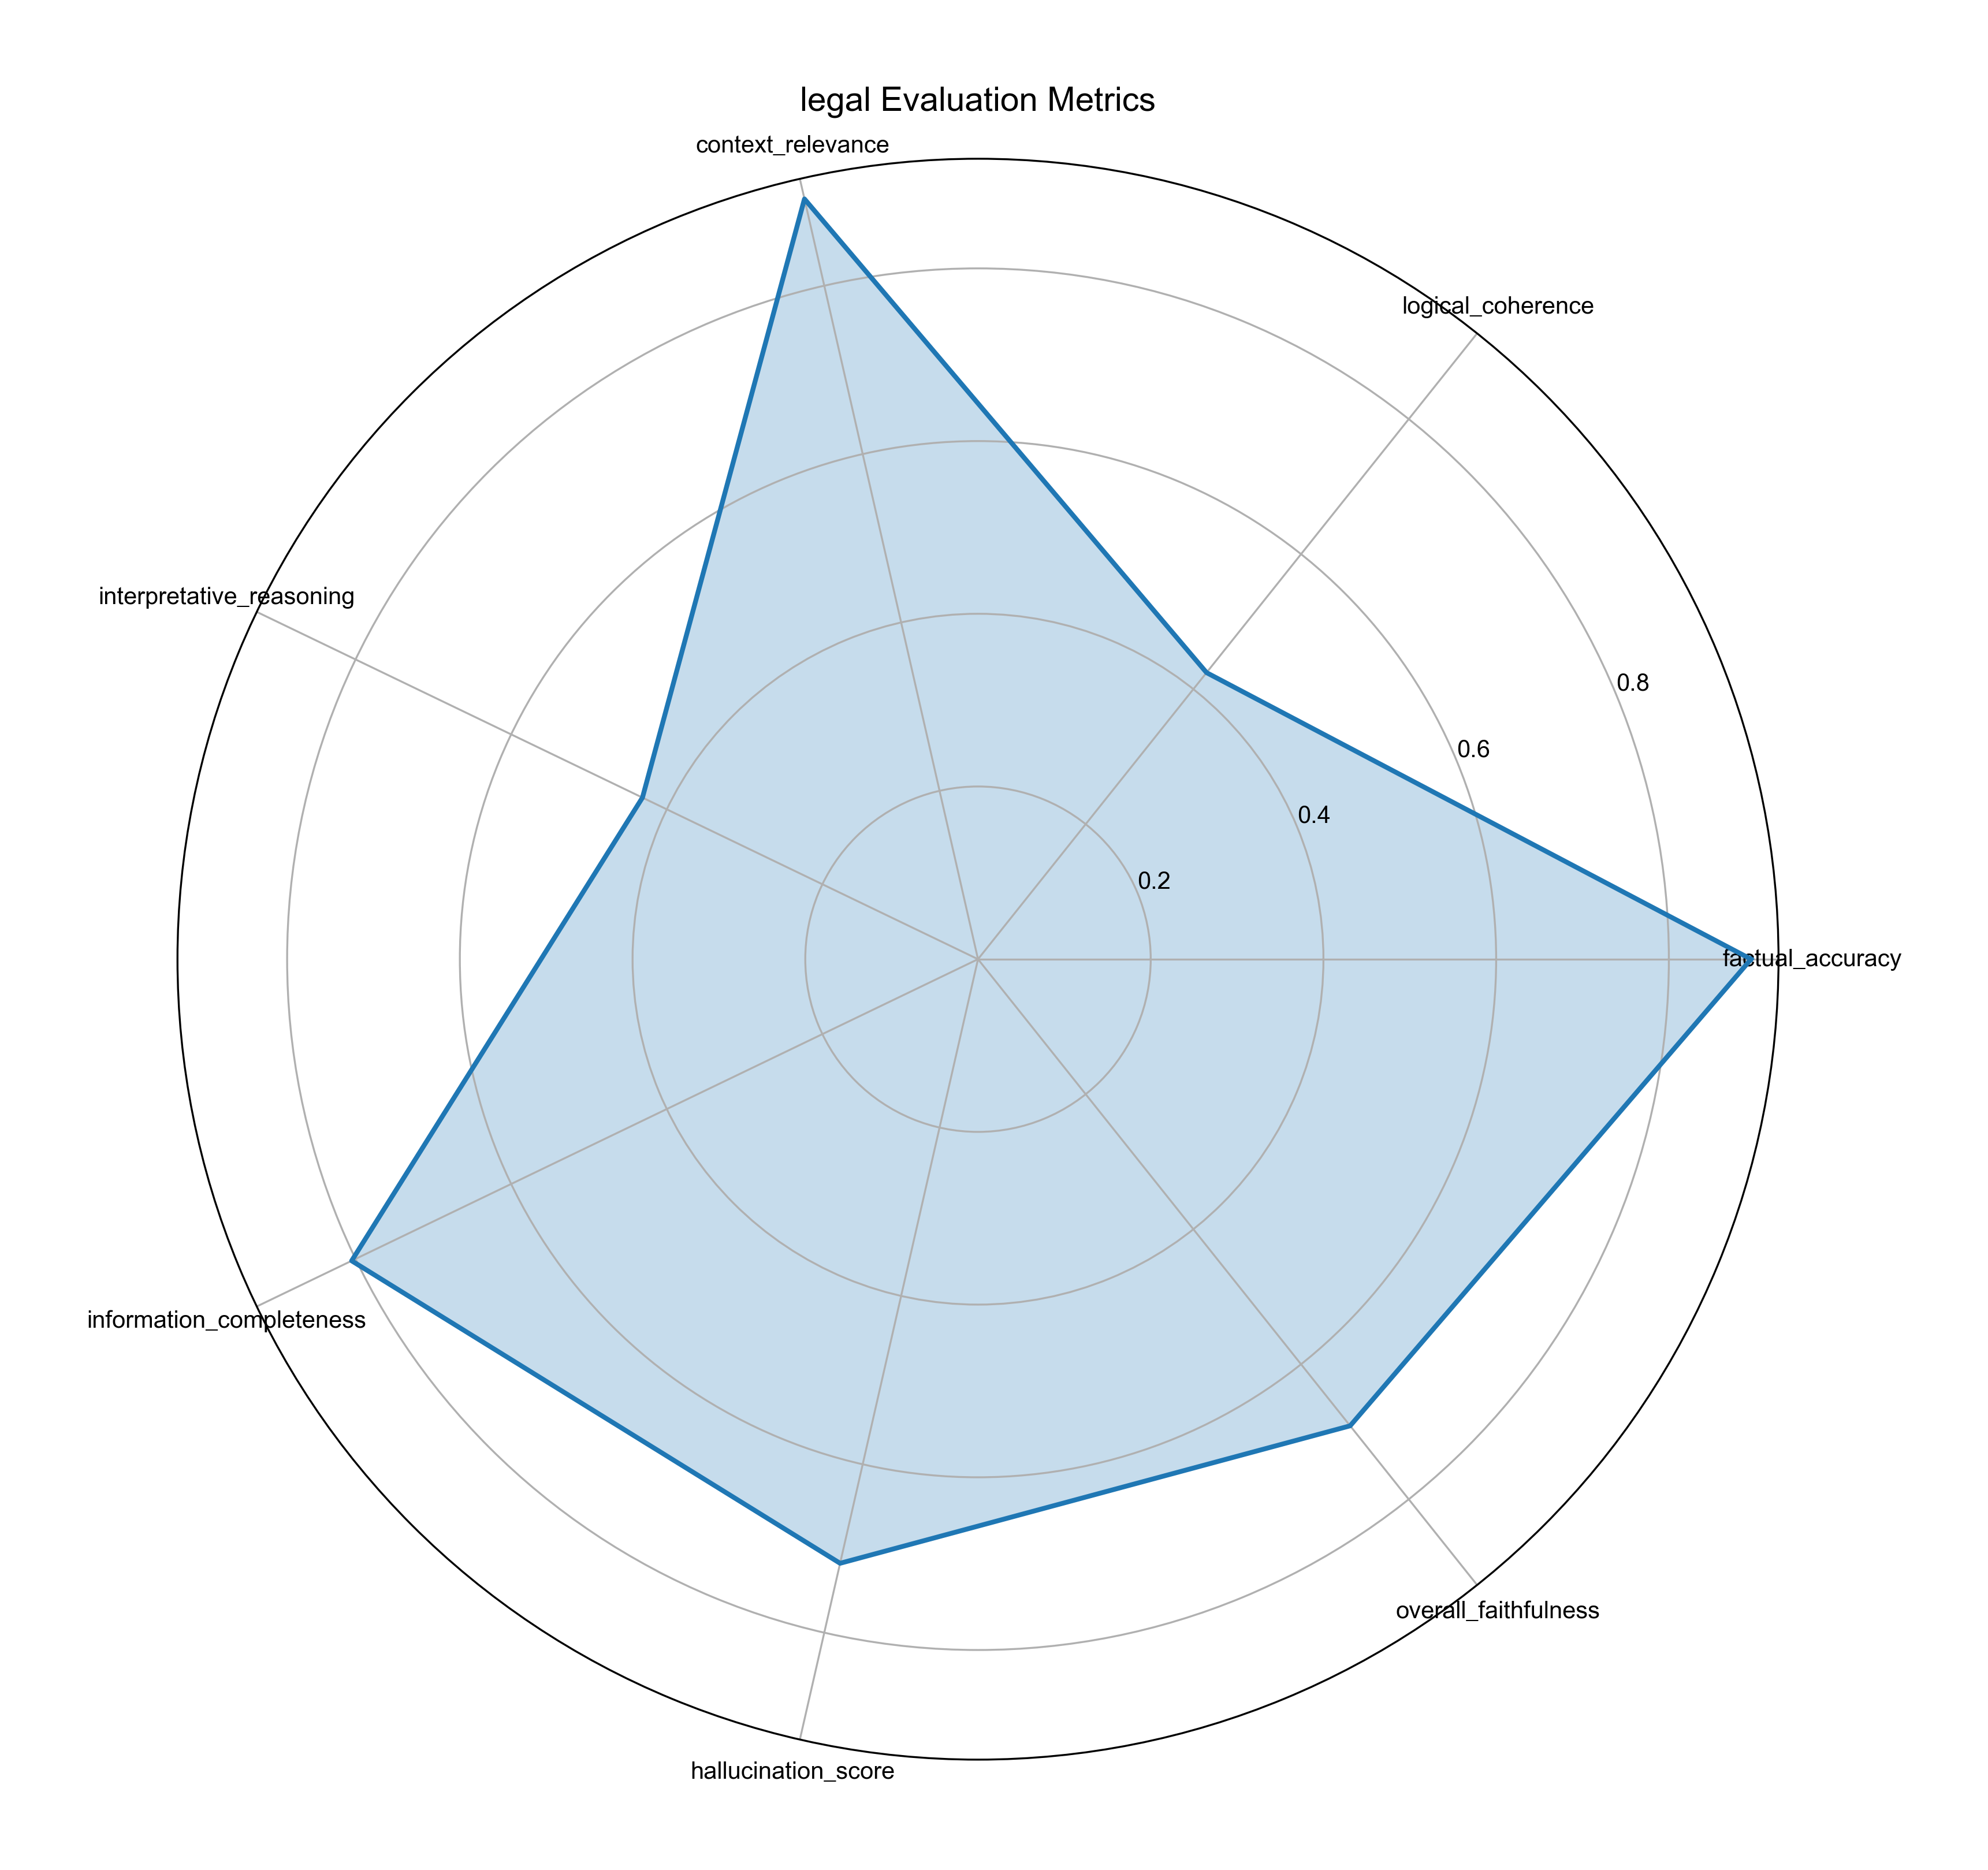 legal Evaluation Metrics
context_relevance
logical_coherence
interpretative_reasoning
0.8
0.6
0.4
0.2
factual_accuracy
information_completeness
overall_faithfulness
hallucination_score